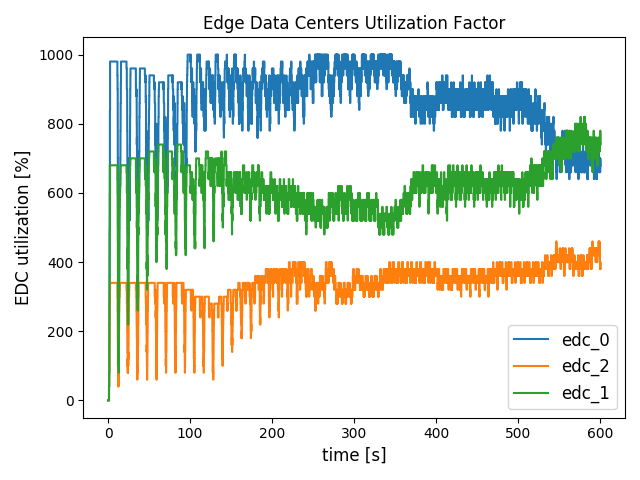 Edge Data Centers Utilization Factor
EDC utilization [%]
1000
800
600
400
200
0
0 100 200 300 400 500 600
time [s]
edc_0
edc_2
edc_1